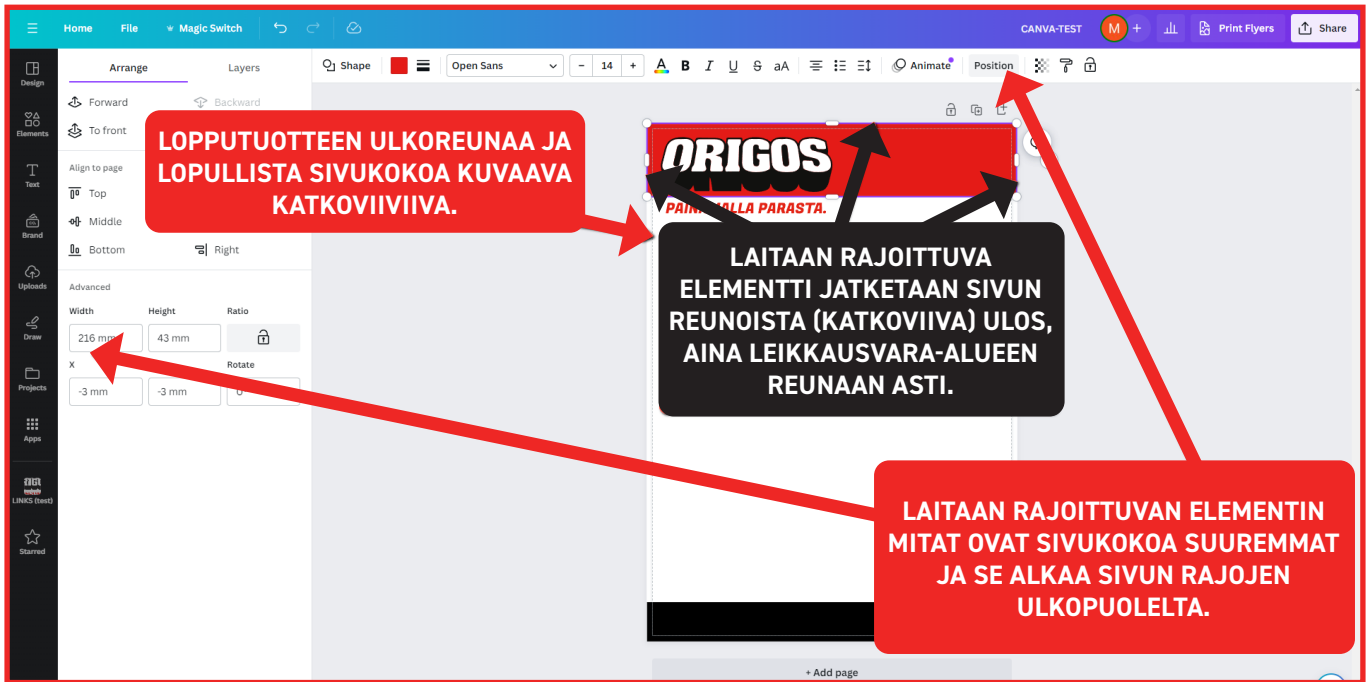 Home File Magic Switch CANVA-TEST M + Print Flyers Share
Design
Elements
Text
Brand
Uploads
Draw
Projects
Apps
LINKS (test)
Starred
Arrange Layers
Forward Backward
To front
Align to page
Top
Middle
Bottom Right
Advanced
Width Height Ratio
216 mm 43 mm
X Rotate
-3 mm -3 mm
Shape Open Sans - 14 + A B I U S aA Animate Position
LOPPUTUOTTEEN ULKOREUNAA JA
LOPULLISTA SIVUKOKOA KUVAAVA
KATKOVIIVIIVA.
ORIGOS
PARASTA.
LAITAAN RAJOITTUVA
ELEMENTTI JATKETAAN SIVUN
REUNOISTA (KATKOVIIVA) ULOS,
AINA LEIKKAUSVARA-ALUEEN
REUNAAN ASTI.
LAITAAN RAJOITTUVAN ELEMENTIN
MITAT OVAT SIVUKOKOA SUUREMMAT
JA SE ALKAA SIVUN RAJOJEN
ULKOPUOLELTA.
+ Add page